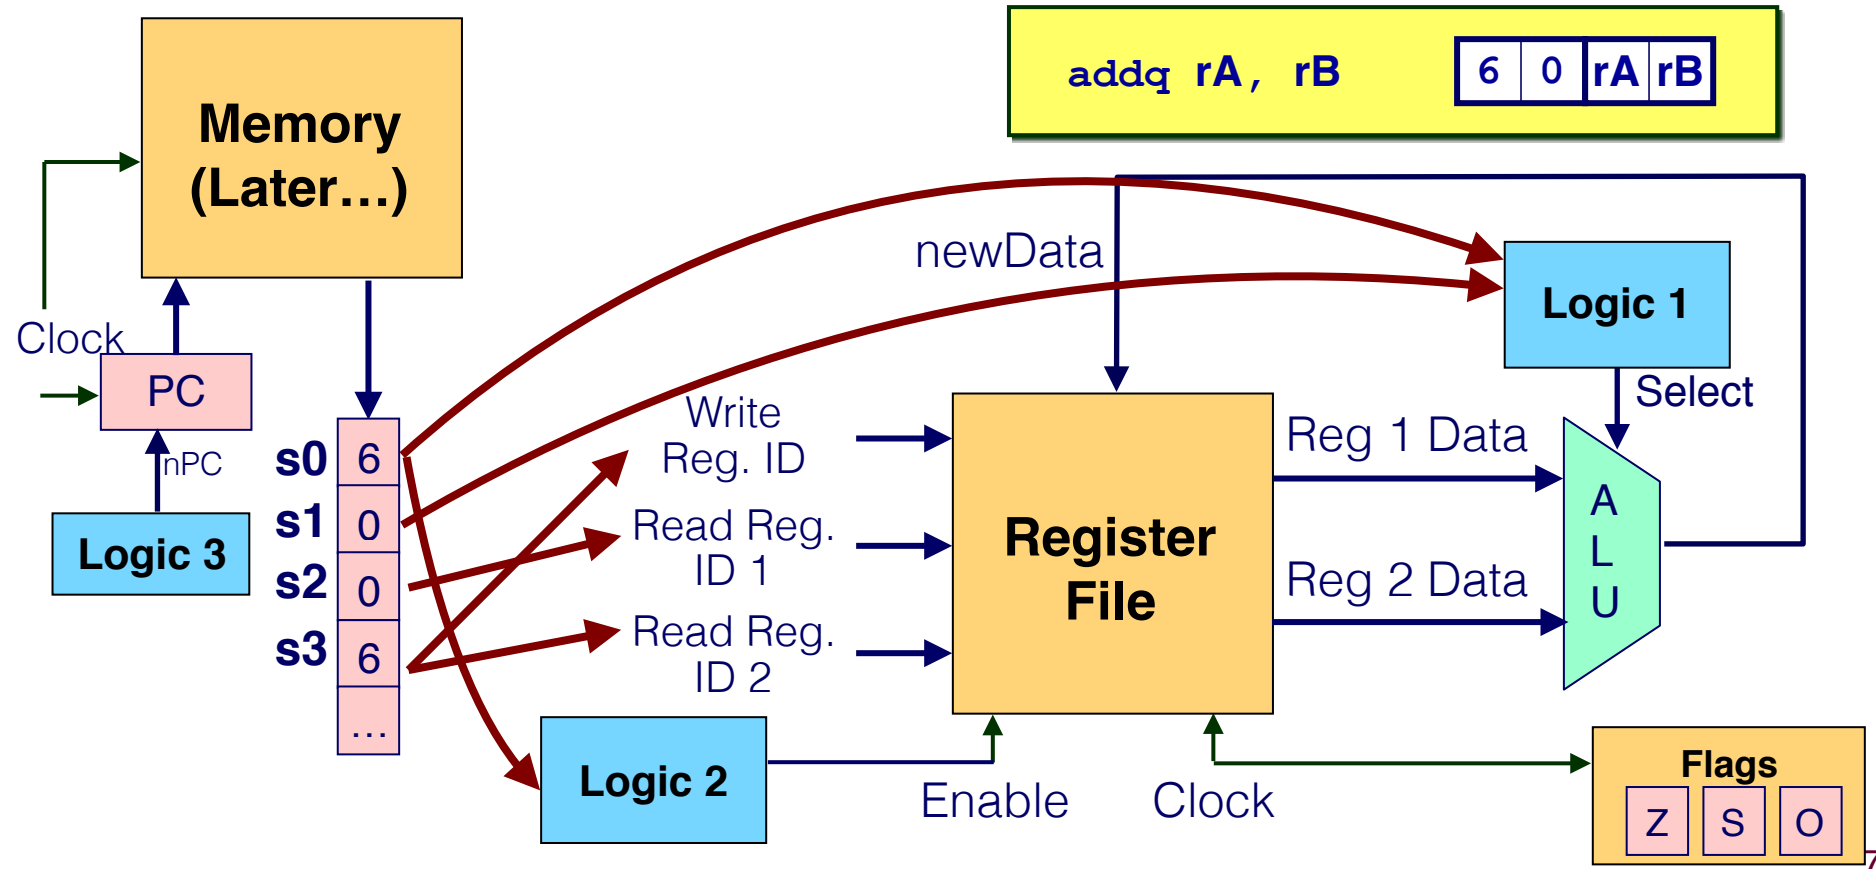 Memory
(Later…)
addq rA, rB
6 0 rA rB
newData
Logic 1
Clock
PC
Select
nPC
Logic 3
s0 6
s1 0
s2 0
s3 6
…
Write
Reg. ID
Read Reg.
ID 1
Read Reg.
ID 2
Register
File
Reg 1 Data
Reg 2 Data
A
L
U
Logic 2
Enable
Clock
Flags
Z S O